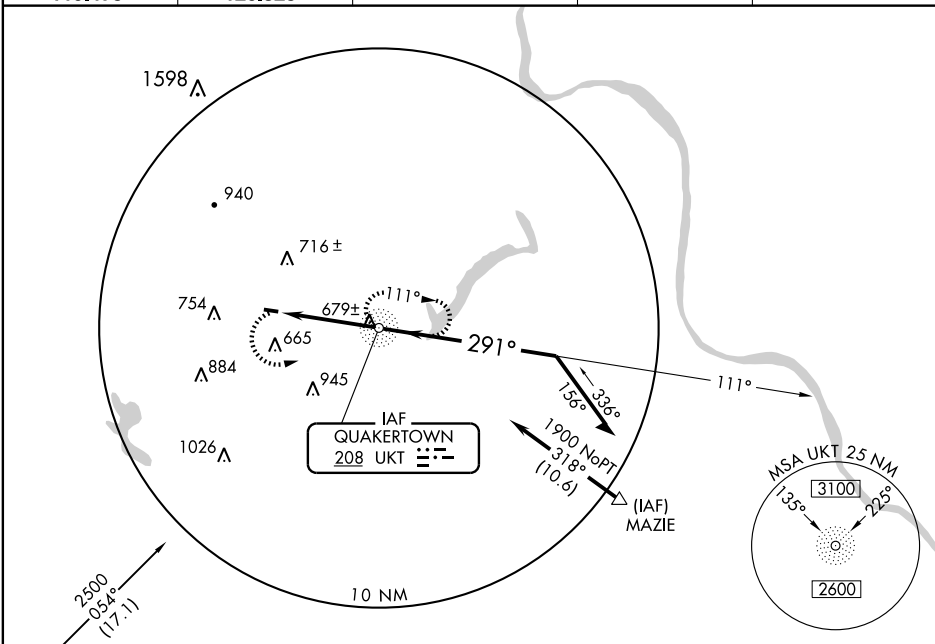 1598
940
716 ±
754
679±
111°
665
291°
884
945
111°
336°
156°
IAF
QUAKERTOWN
208 UKT
1026
1900 NoPT
318°
(10.6)
(IAF)
MAZIE
MSA UKT 25 NM
3100
135°
225°
2600
2500
054°
(17.1)
10 NM